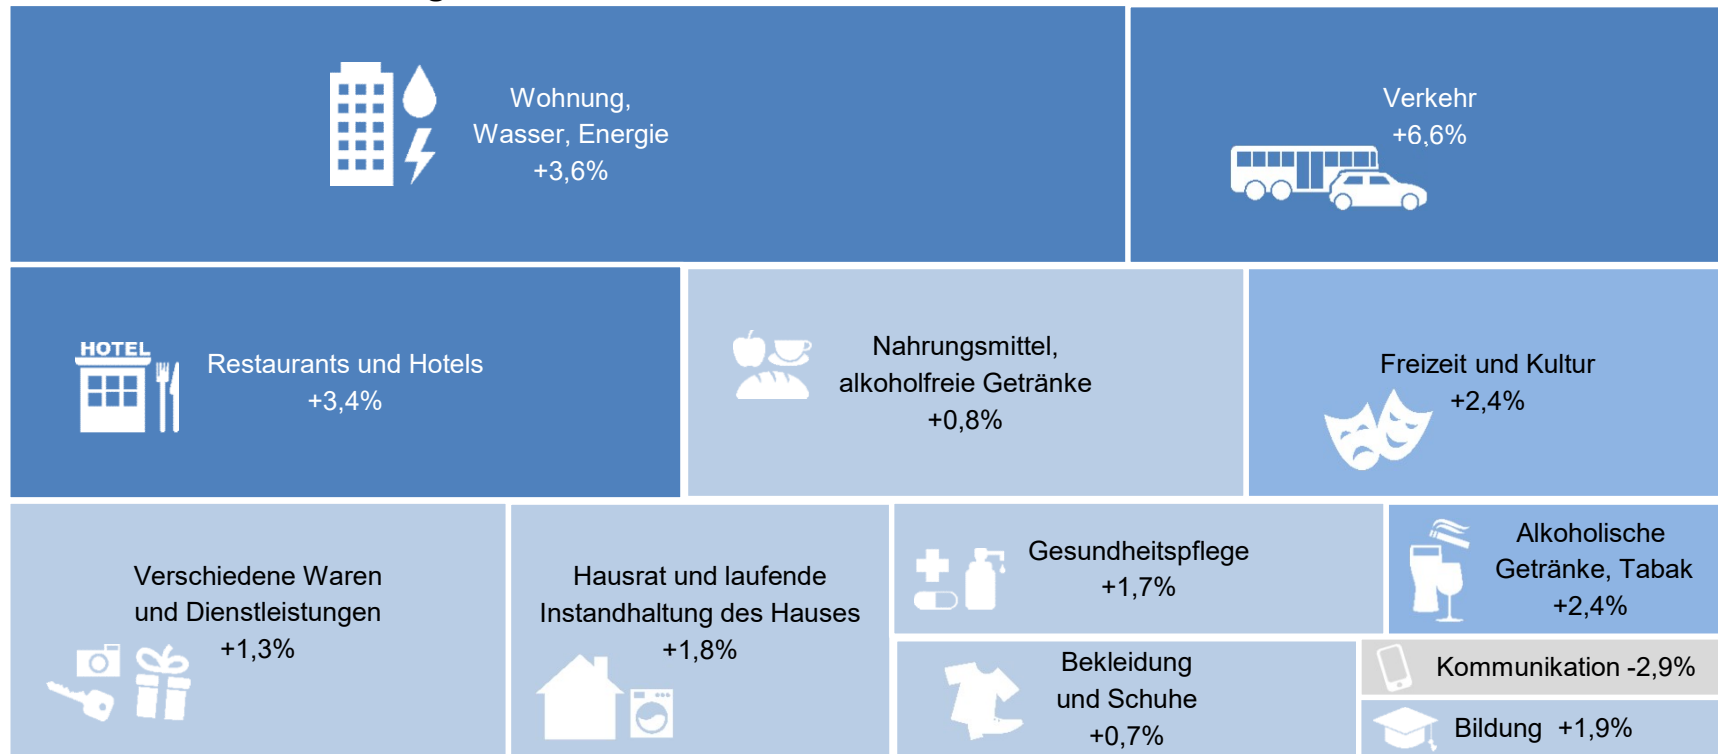 Wohnung,
Wasser, Energie
+3,6%
Verkehr
+6,6%
HOTEL
Restaurants und Hotels
+3,4%
Nahrungsmittel,
alkoholfreie Getränke
+0,8%
Freizeit und Kultur
+2,4%
Verschiedene Waren
und Dienstleistungen
+1,3%
Hausrat und laufende
Instandhaltung des Hauses
+1,8%
Gesundheitspflege
+1,7%
Alkoholische
Getränke, Tabak
+2,4%
Bekleidung
und Schuhe
+0,7%
Kommunikation -2,9%
Bildung +1,9%